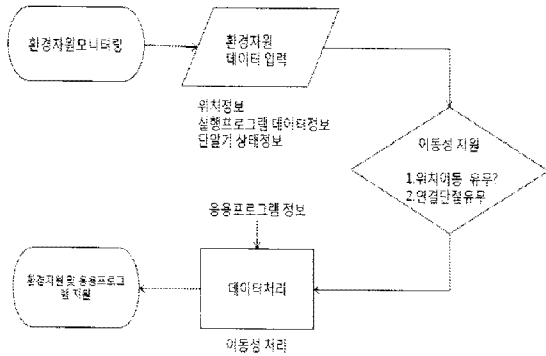 환경자원모니터링
환경자원
데이터 입력
위치정보
실행프로그램 데이터정보
단말기 상태정보
이동성 지원
1.위치이동 유무?
2.연결단절유무
응용프로그램 정보
환경자원 및 응용프로그
램 지원
데이터처리
이동성 처리